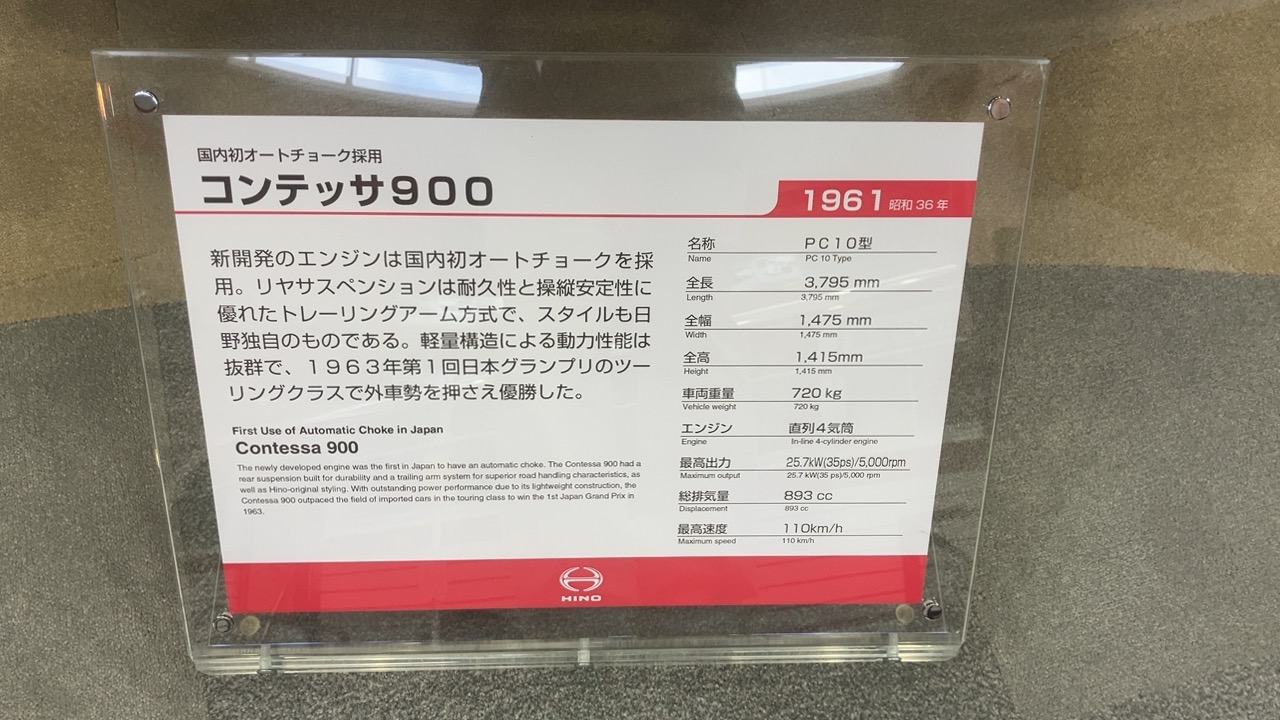 国内初オートチョーク採用
コンテッサ９００
1961 昭和36年
新開発のエンジンは国内初オートチョークを採
用。リヤサスペンションは耐久性と操縦安定性に
優れたトレーリングアーム方式で、スタイルも日
野独自のものである。軽量構造による動力性能は
抜群で、１９６３年第１回日本グランプリのツー
リングクラスで外車勢を押さえ優勝した。
First Use of Automatic Choke in Japan
Contessa 900
The newly developed engine was the first in Japan to have an automatic choke. The Contessa 900 had a
rear suspension built for durability and a trailing arm system for superior road handling characteristics, as
well as Hino-original styling. With outstanding power performance due to its lightweight construction, the
Contessa 900 outpaced the field of imported cars in the touring class to win the 1st Japan Grand Prix in
1963.
名称 ＰＣ１０型
Name PC 10 Type
全長 3,795 mm
Length 3,795 mm
全幅 1,475 mm
Width 1,475 mm
全高 1,415mm
Height 1,415 mm
車両重量 720 kg
Vehicle weight 720 kg
エンジン 直列４気筒
Engine In-line 4-cylinder engine
最高出力 25.7kW(35ps)/5,000rpm
Maximum output 25.7 kW(35 ps)/5,000 rpm
総排気量 893 cc
Displacement 893 cc
最高速度 110km/h
Maximum speed 110 km/h
HINO